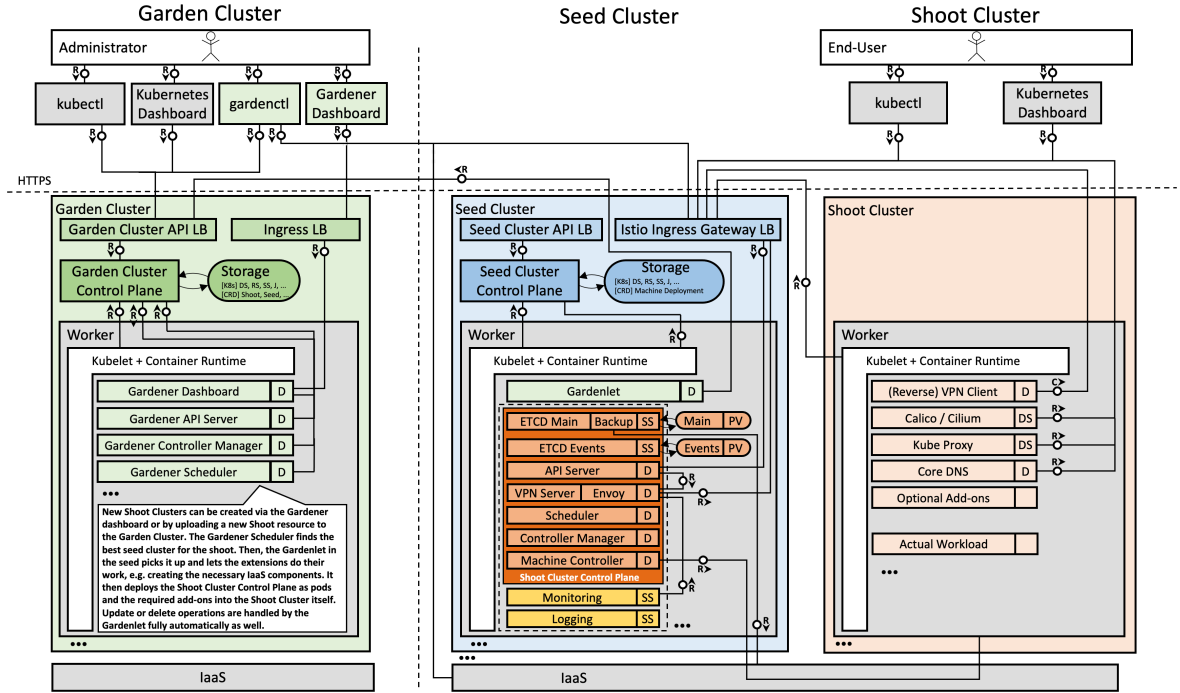 Garden Cluster
Seed Cluster
Shoot Cluster
Administrator
End-User
R
R
R
R
R
R
kubectl
Kubernetes
Dashboard
gardenctl
Gardener
Dashboard
kubectl
Kubernetes
Dashboard
R
R
R
R
R
R
R
HTTPS
R
Garden Cluster
Garden Cluster API LB
Ingress LB
R
R
Garden Cluster
Control Plane
Storage
[K8s] DS, RS, SS, J, ...
[CRD] Shoot, Seed, ...
R
R
R
Worker
Kubelet + Container Runtime
Gardener Dashboard
D
Gardener API Server
D
Gardener Controller Manager
D
Gardener Scheduler
D
•••
New Shoot Clusters can be created via the Gardener
dashboard or by uploading a new Shoot resource to
the Garden Cluster. The Gardener Scheduler finds the
best seed cluster for the shoot. Then, the Gardenlet in
the seed picks it up and lets the extensions do their
work, e.g. creating the necessary IaaS components. It
then deploys the Shoot Cluster Control Plane as pods
and the required add-ons into the Shoot Cluster itself.
Update or delete operations are handled by the
Gardenlet fully automatically as well.
•••
IaaS
Seed Cluster
Seed Cluster API LB
Istio Ingress Gateway LB
R
R
Seed Cluster
Control Plane
Storage
[K8s] DS, RS, SS, J, ...
[CRD] Machine Deployment
R
R
R
Worker
Kubelet + Container Runtime
Gardenlet
D
ETCD Main
Backup
SS
Main
PV
ETCD Events
SS
Events
PV
API Server
D
R
VPN Server
Envoy
D
R
Scheduler
D
Controller Manager
D
Machine Controller
D
R
Shoot Cluster Control Plane
R
Monitoring
SS
Logging
SS
•••
R
•••
•••
IaaS
Shoot Cluster
Worker
Kubelet + Container Runtime
(Reverse) VPN Client
D
C
Calico / Cilium
DS
R
Kube Proxy
DS
R
Core DNS
D
R
Optional Add-ons
Actual Workload
•••
•••